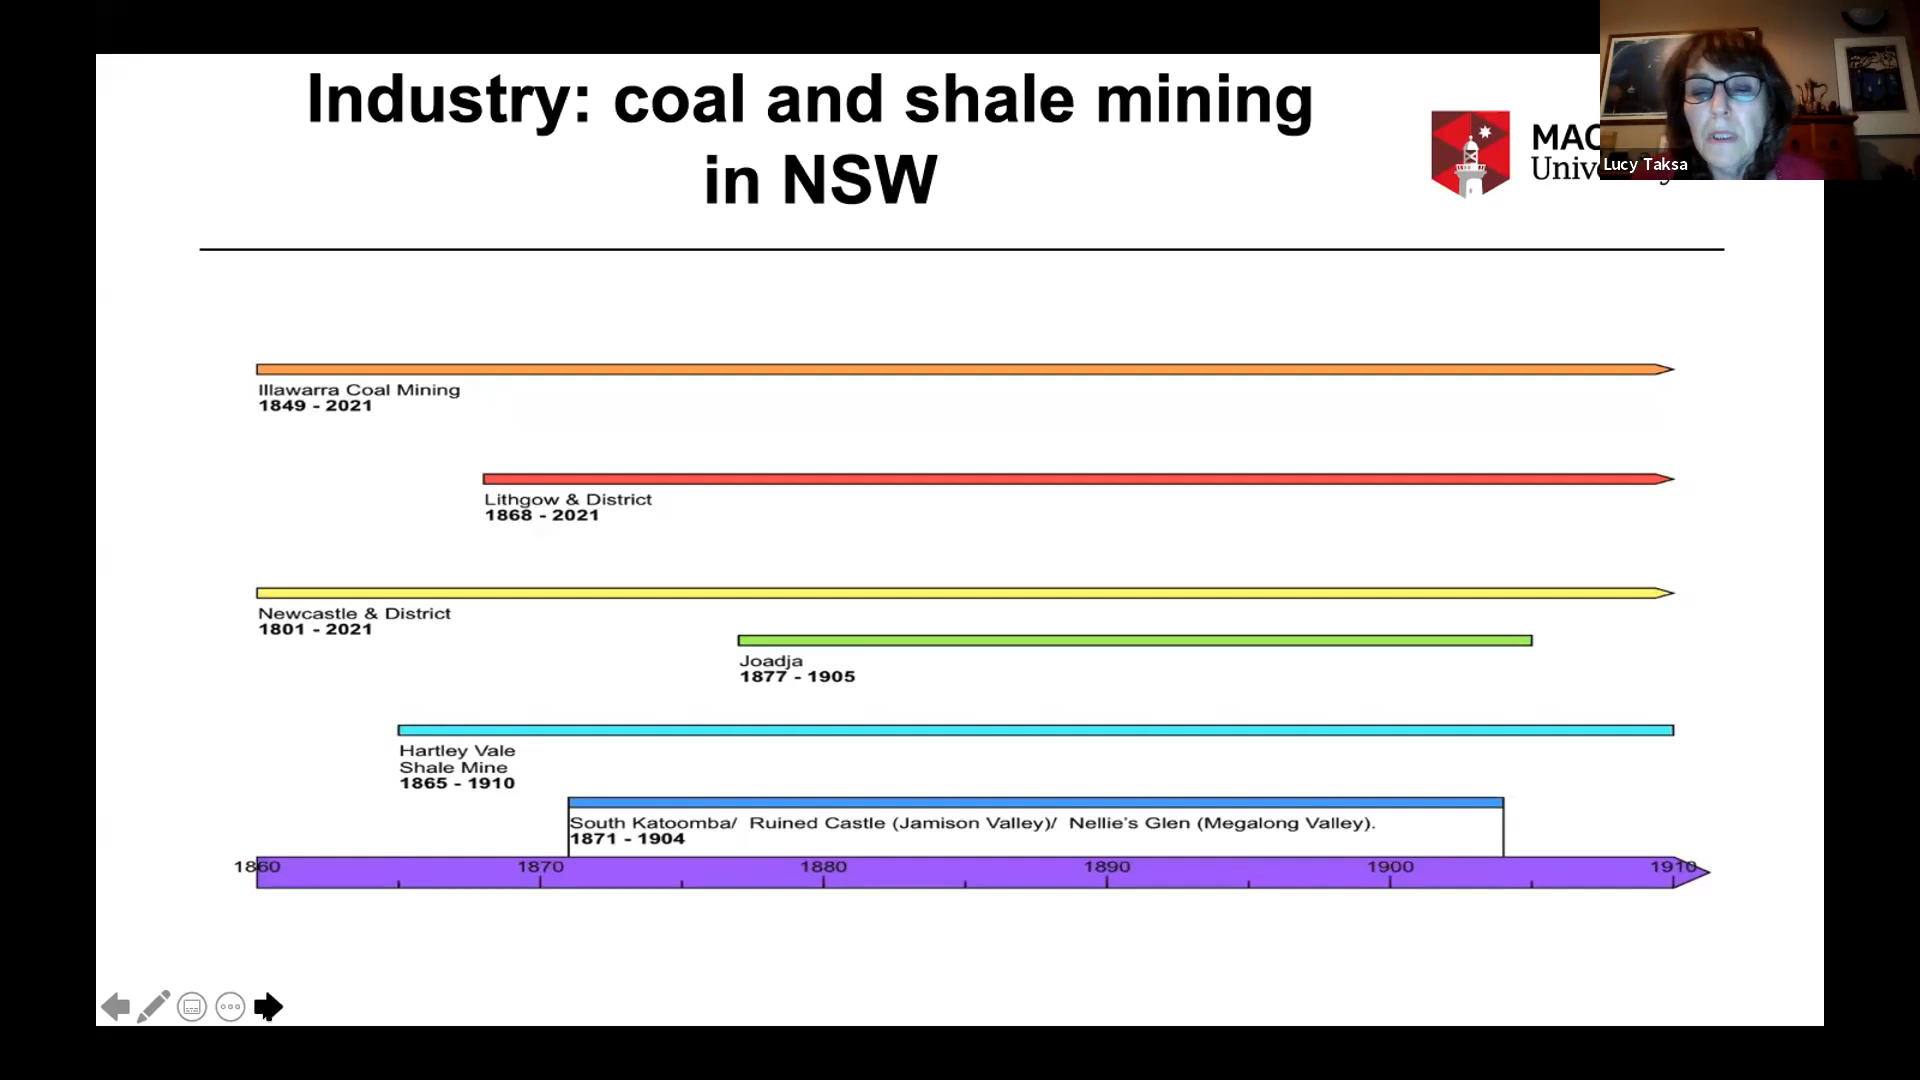 Industry: coal and shale mining
in NSW
Lucy Taksa
Illawarra Coal Mining
1849 - 2021
Lithgow & District
1868 - 2021
Newcastle & District
1801 - 2021
Joadja
1877 - 1905
Hartley Vale
Shale Mine
1865 - 1910
South Katoomba/ Ruined Castle (Jamison Valley)/ Nellie's Glen (Megalong Valley).
1871 - 1904
1860 1870 1880 1890 1900 1910